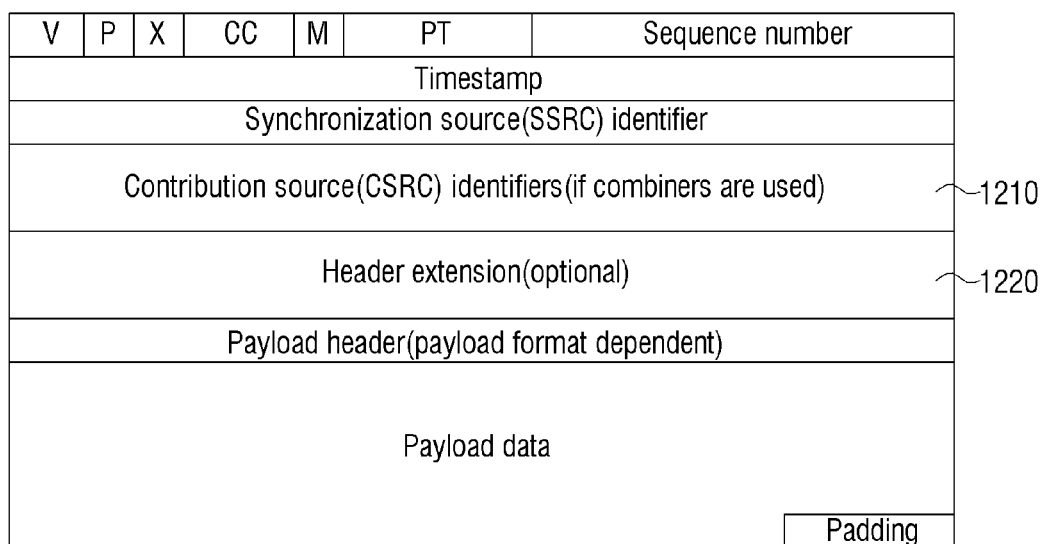 V P X CC M PT Sequence number
Timestamp
Synchronization source(SSRC) identifier
Contribution source(CSRC) identifiers(if combiners are used)
1210
Header extension(optional)
1220
Payload header(payload format dependent)
Payload data
Padding